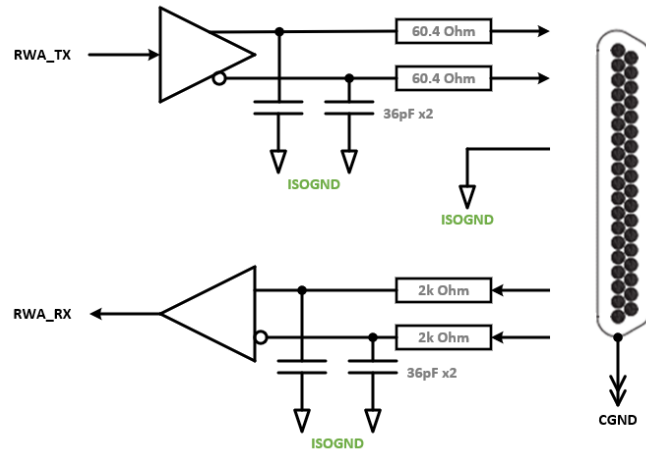 60.4 Ohm
RWA_TX
60.4 Ohm
36pF x2
ISOGND
ISOGND
2k Ohm
RWA_RX
2k Ohm
36pF x2
CGND
ISOGND